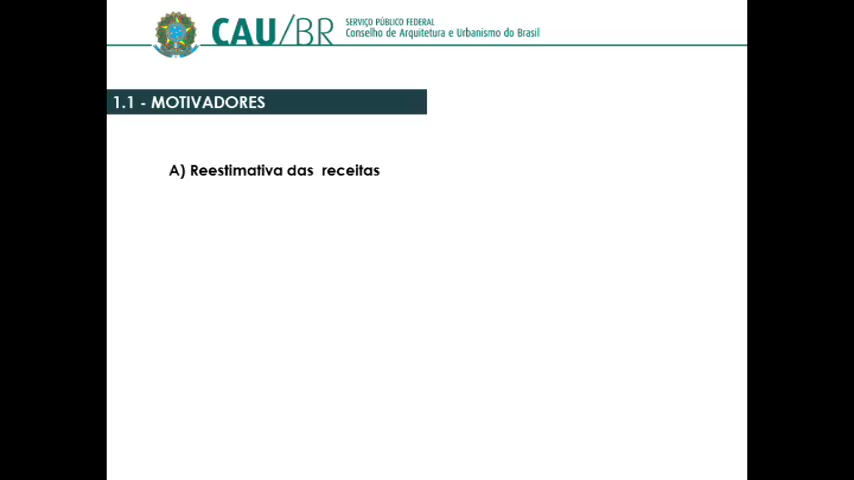 CAU/BR
SERVIÇO PÚBLICO FEDERAL
Conselho de Arquitetura e Urbanismo do Brasil
1.1 - MOTIVADORES
A) Reestimativa das receitas